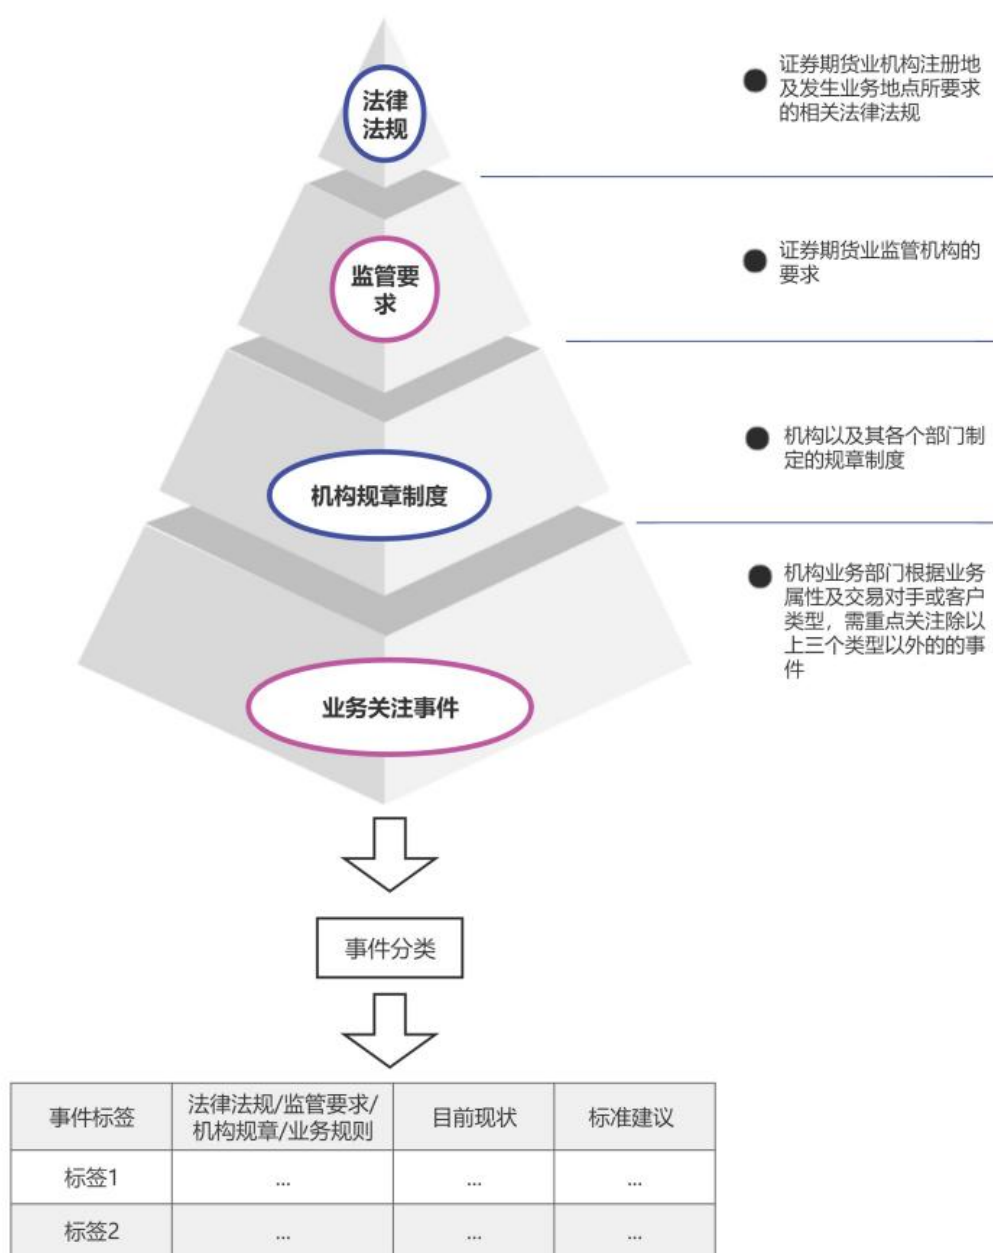 法律
法规
证券期货业机构注册地
及发生业务地点所要求
的相关法律法规
监管要
求
证券期货业监管机构的
要求
机构规章制度
机构以及其各个部门制
定的规章制度
业务关注事件
机构业务部门根据业务
属性及交易对手或客户
类型，需重点关注除以
上三个类型以外的的事
件
事件分类
事件标签
法律法规/监管要求/
机构规章/业务规则
目前现状
标准建议
标签1
...
...
...
标签2
...
...
...